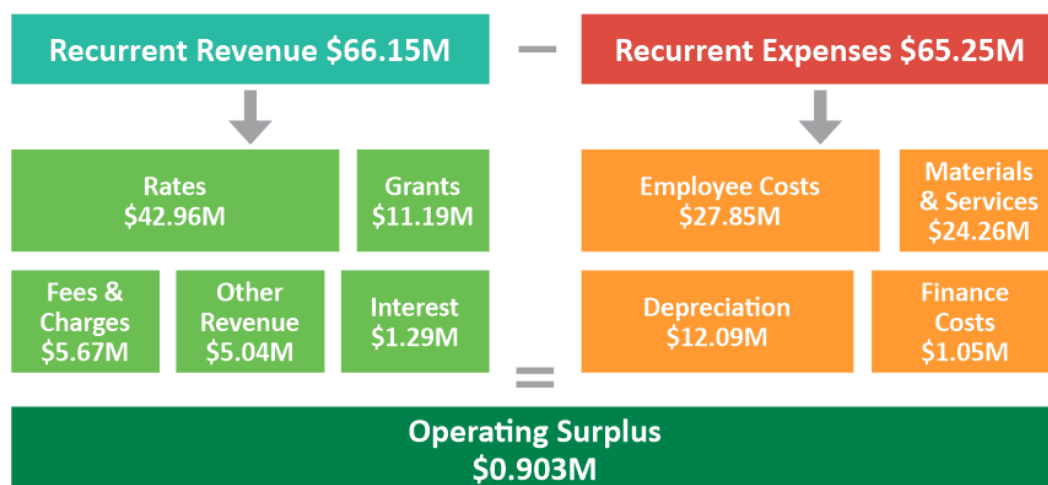 Recurrent Revenue $66.15M
—
Recurrent Expenses $65.25M
Rates
$42.96M
Grants
$11.19M
Employee Costs
$27.85M
Materials
& Services
$24.26M
Fees &
Charges
$5.67M
Other
Revenue
$5.04M
Interest
$1.29M
Depreciation
$12.09M
Finance
Costs
$1.05M
=
Operating Surplus
$0.903M